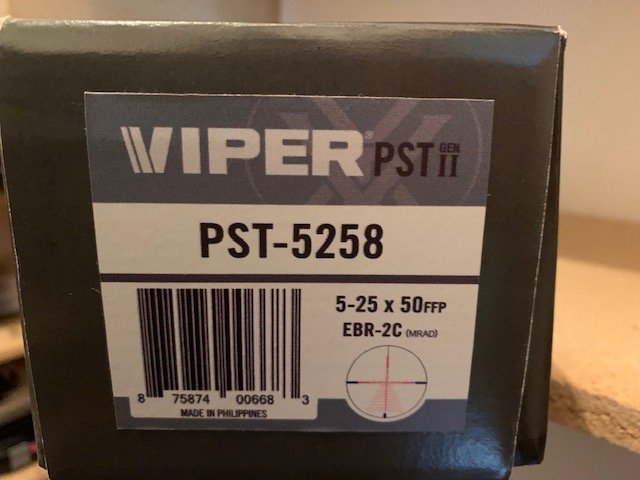 VIPER® PST GEN II
PST-5258
5-25 x 50FFP
EBR-2C (MRAD)
8 75874 00668 3
MADE IN PHILIPPINES